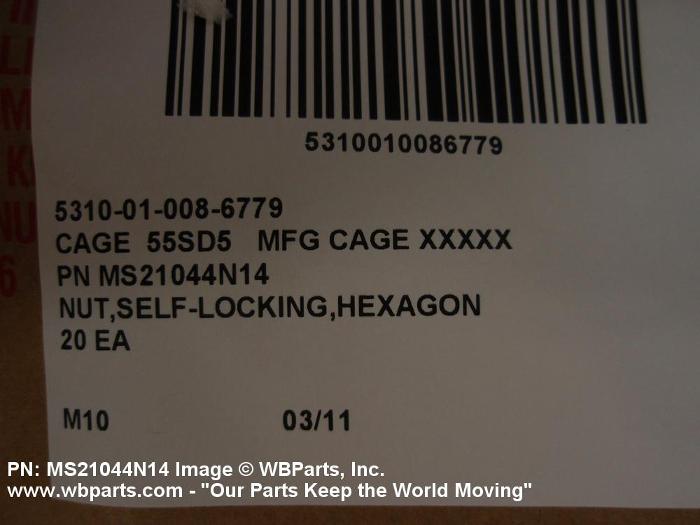 5310010086779
5310-01-008-6779
CAGE 55SD5 MFG CAGE XXXXX
PN MS21044N14
NUT,SELF-LOCKING,HEXAGON
20 EA
M10 03/11
PN: MS21044N14 Image © WBParts, Inc.
www.wbparts.com - "Our Parts Keep the World Moving"